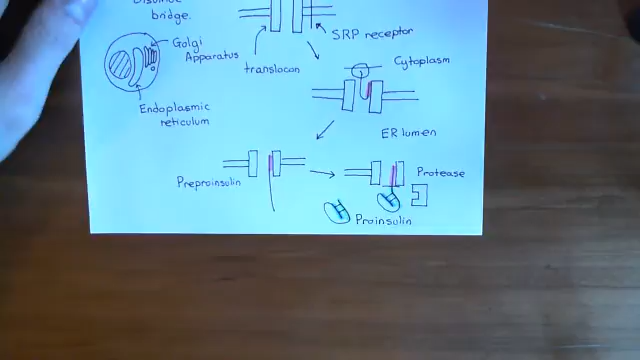 bridge.
Golgi
Apparatus
Endoplasmic
reticulum
SRP receptor
translocon
Cytoplasm
ER lumen
Preproinsulin
Protease
Proinsulin